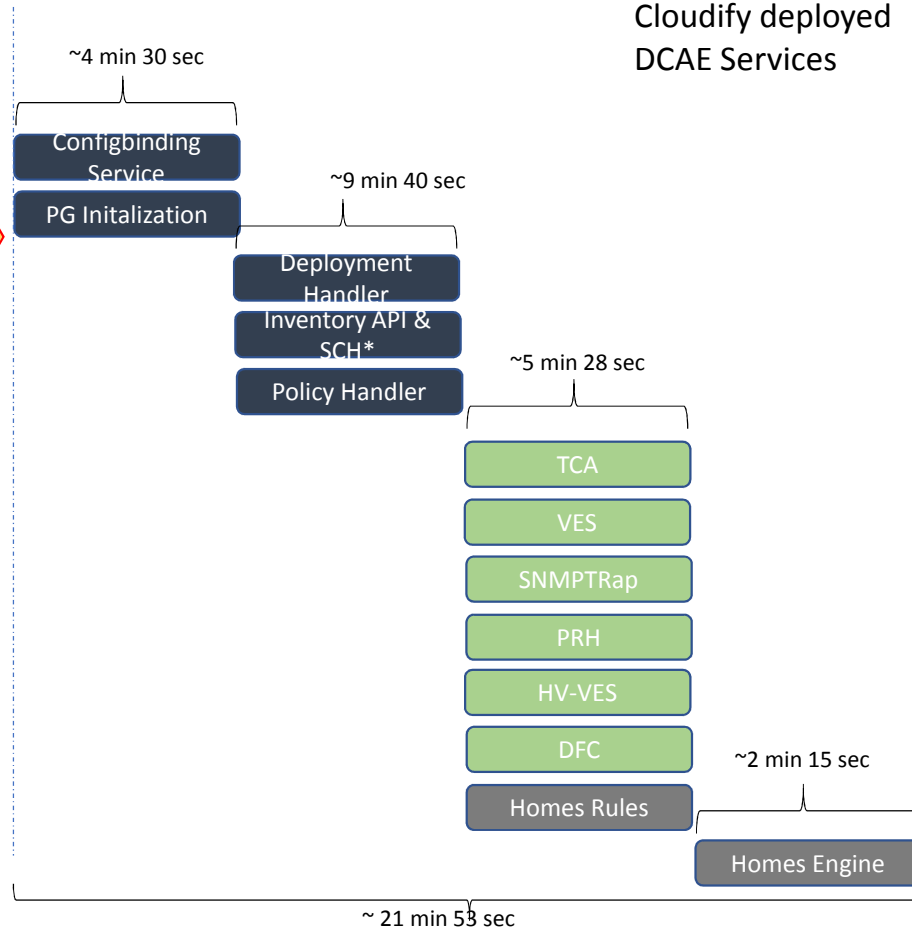 Cloudify deployed
DCAE Services
~4 min 30 sec
Configbinding
Service
PG Initalization
~9 min 40 sec
Deployment
Handler
Inventory API &
SCH*
Policy Handler
~5 min 28 sec
TCA
VES
SNMPTRap
PRH
HV-VES
DFC
Homes Rules
~2 min 15 sec
Homes Engine
~ 21 min 53 sec